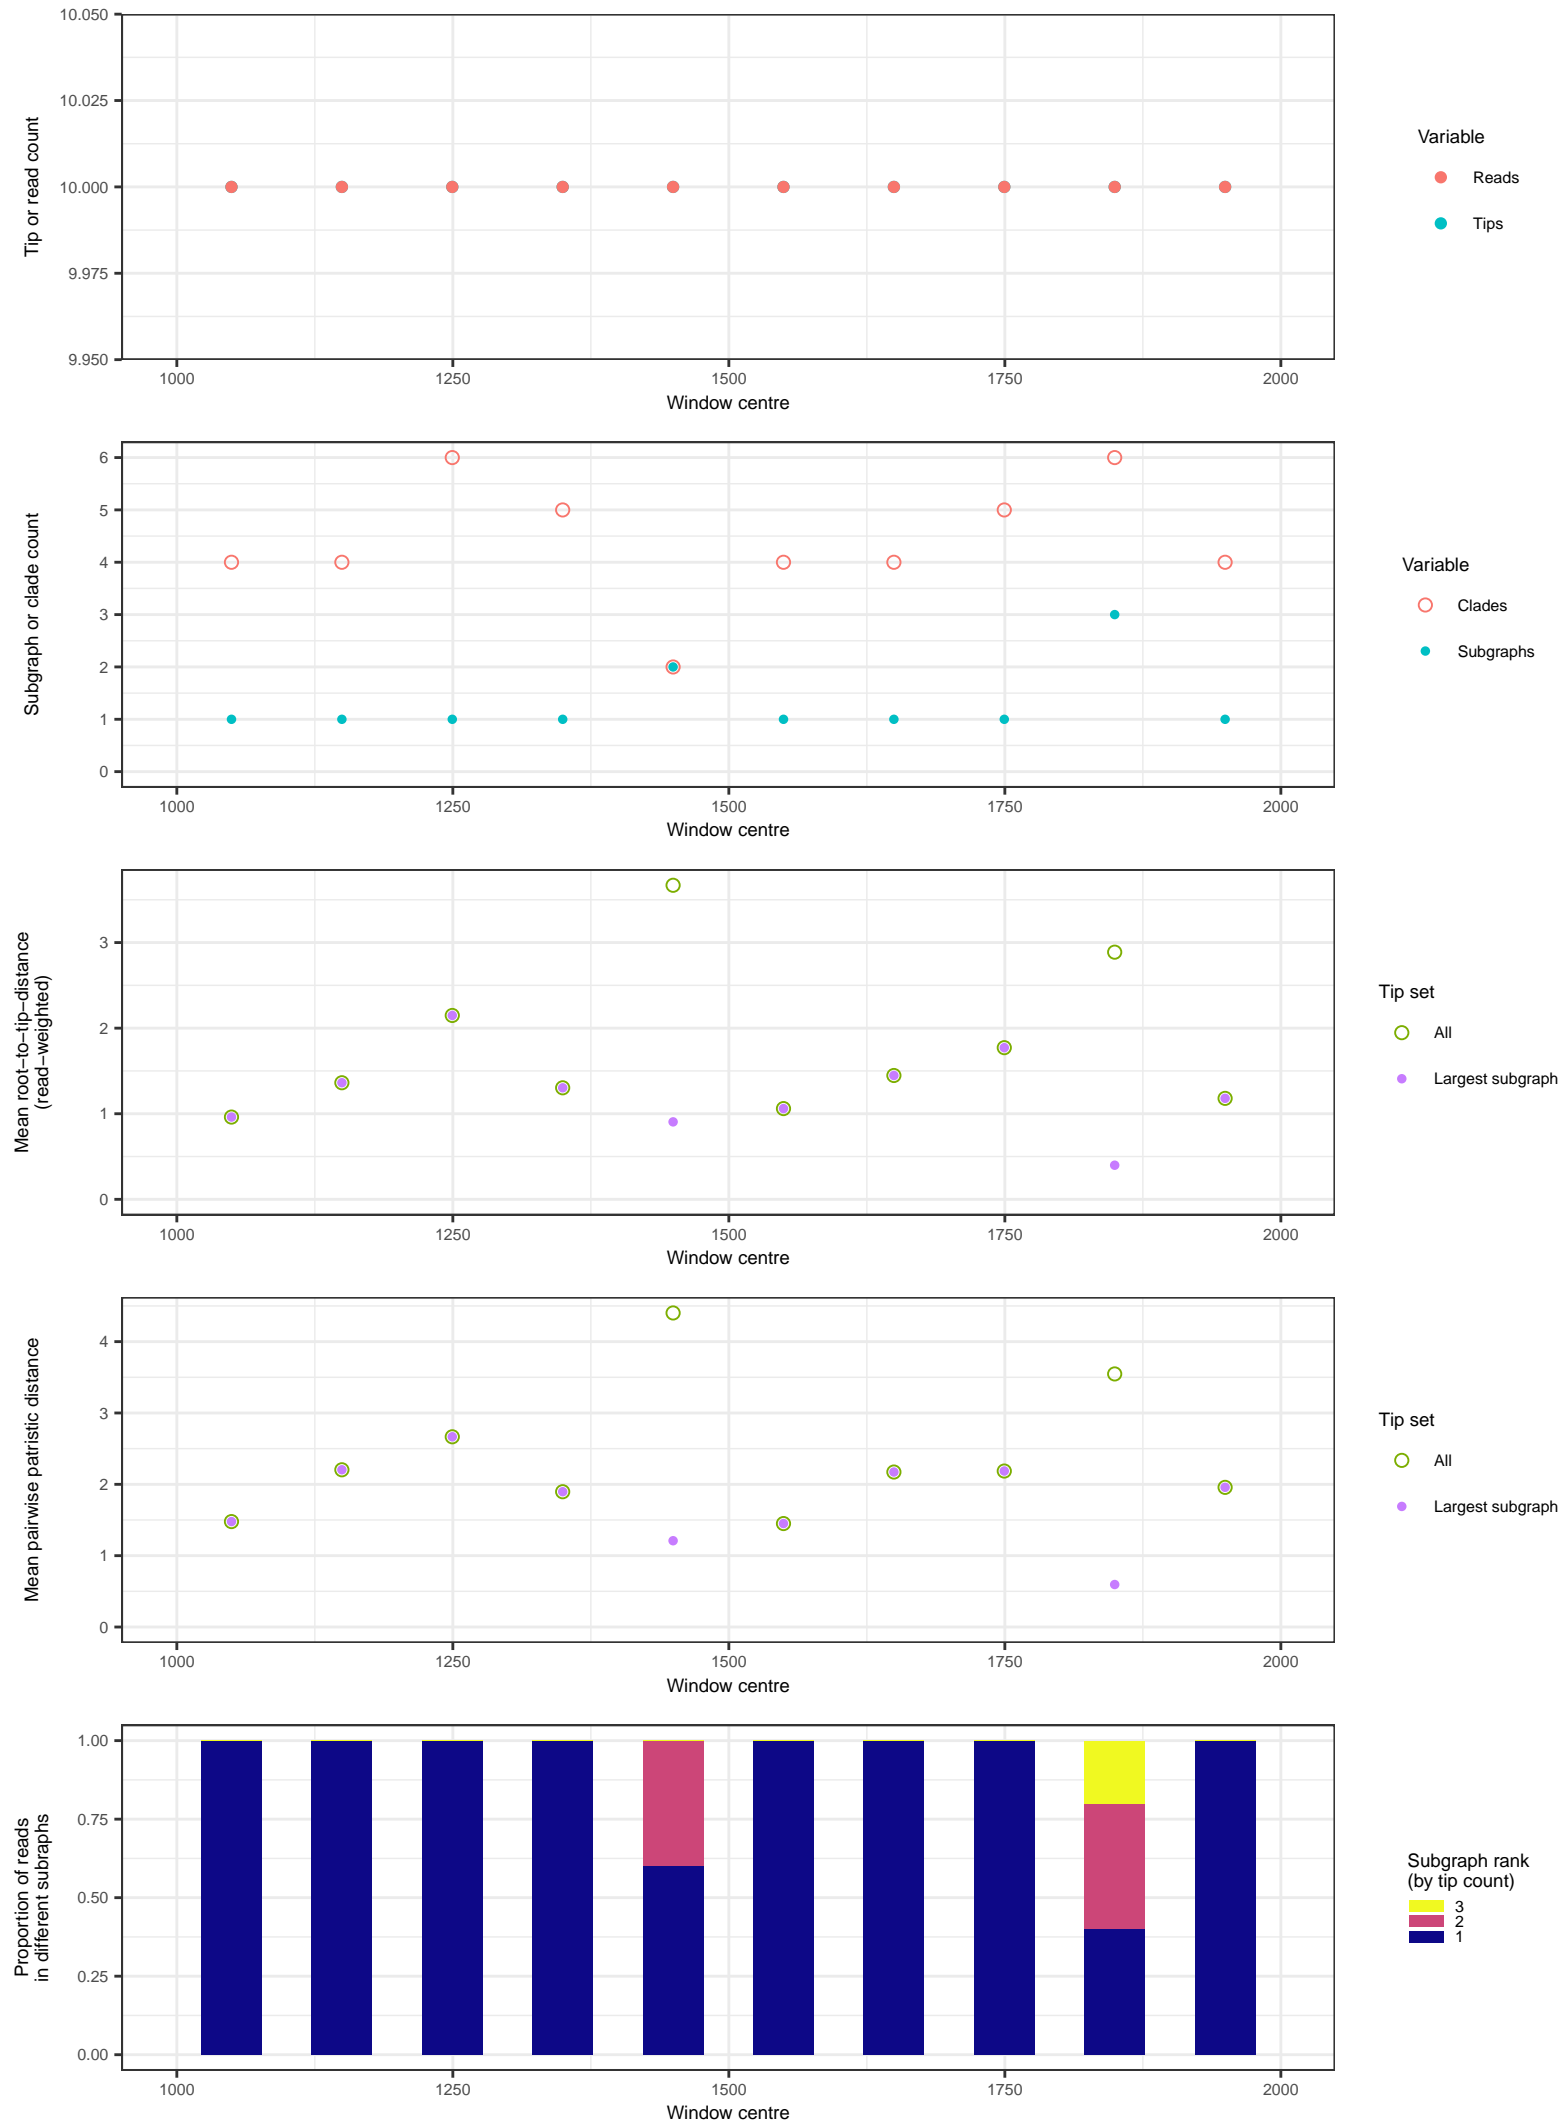 10.050
10.025
10.000
9.975
9.950
Tip or read count
1000 1250 1500 1750 2000
Window centre
Variable
Reads
Tips
6
5
4
3
2
1
0
Subgraph or clade count
1000 1250 1500 1750 2000
Window centre
Variable
Clades
Subgraphs
3
2
1
0
Mean root−to−tip−distance
(read−weighted)
1000 1250 1500 1750 2000
Window centre
Tip set
All
Largest subgraph
4
3
2
1
0
Mean pairwise patristic distance
1000 1250 1500 1750 2000
Window centre
Tip set
All
Largest subgraph
1.00
0.75
0.50
0.25
0.00
Proportion of reads
in different subraphs
1000 1250 1500 1750 2000
Window centre
Subgraph rank
(by tip count)
3
2
1